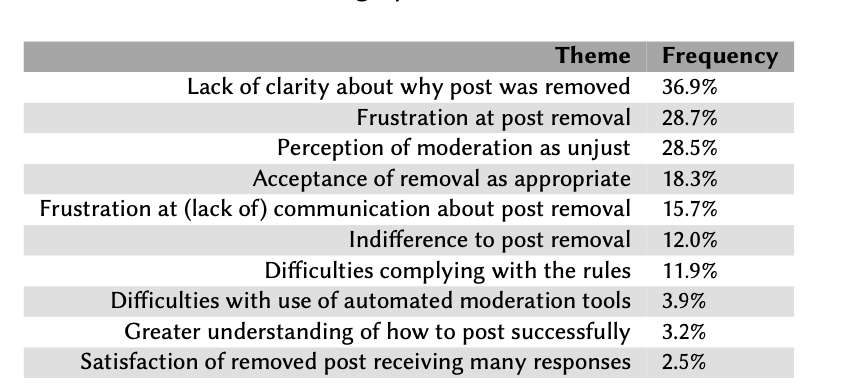 Theme Frequency
Lack of clarity about why post was removed 36.9%
Frustration at post removal 28.7%
Perception of moderation as unjust 28.5%
Acceptance of removal as appropriate 18.3%
Frustration at (lack of) communication about post removal 15.7%
Indifference to post removal 12.0%
Difficulties complying with the rules 11.9%
Difficulties with use of automated moderation tools 3.9%
Greater understanding of how to post successfully 3.2%
Satisfaction of removed post receiving many responses 2.5%